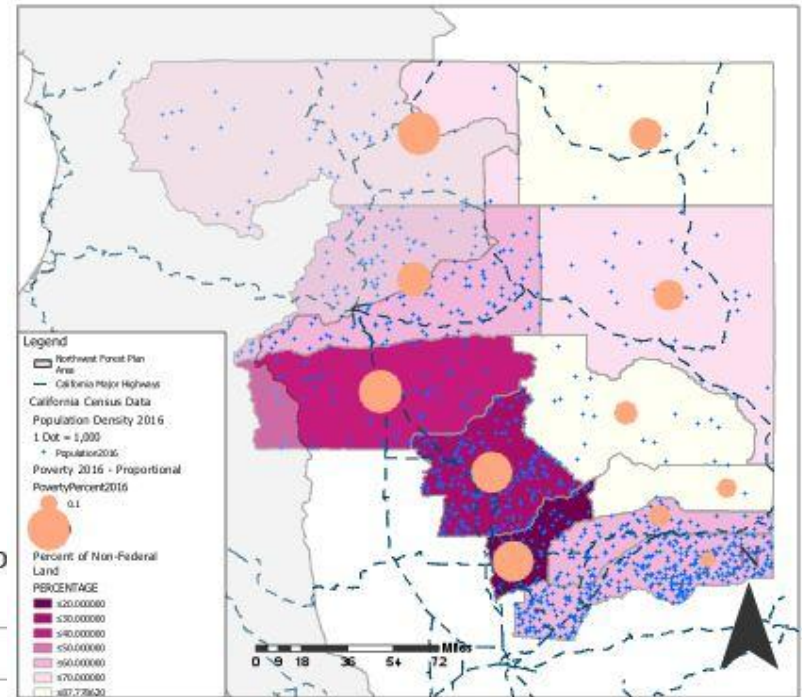 Legend
Northwest Forest Plan
Area
California Major Highways
California Census Data
Population Density 2016
1 Dot = 1,000
Population2016
Poverty 2016 - Proportional
PovertyPercent2016
0.1
Percent of Non-Federal
Land
PERCENTAGE
≤20.000000
≤30.000000
≤40.000000
≤50.000000
≤60.000000
≤70.000000
≤87.778620
Miles
0 9 18 36 54 72